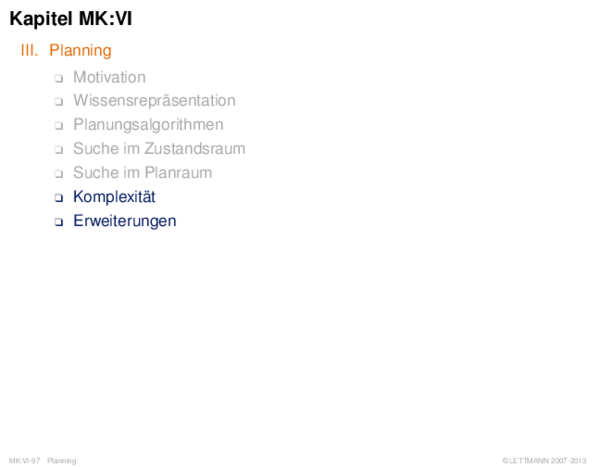 Kapitel MK:VI
III. Planning
❑ Motivation
❑ Wissensrepräsentation
❑ Planungsalgorithmen
❑ Suche im Zustandsraum
❑ Suche im Planraum
❑ Komplexität
❑ Erweiterungen
MK:VI-97 Planning ©LETTMANN 2007-2013